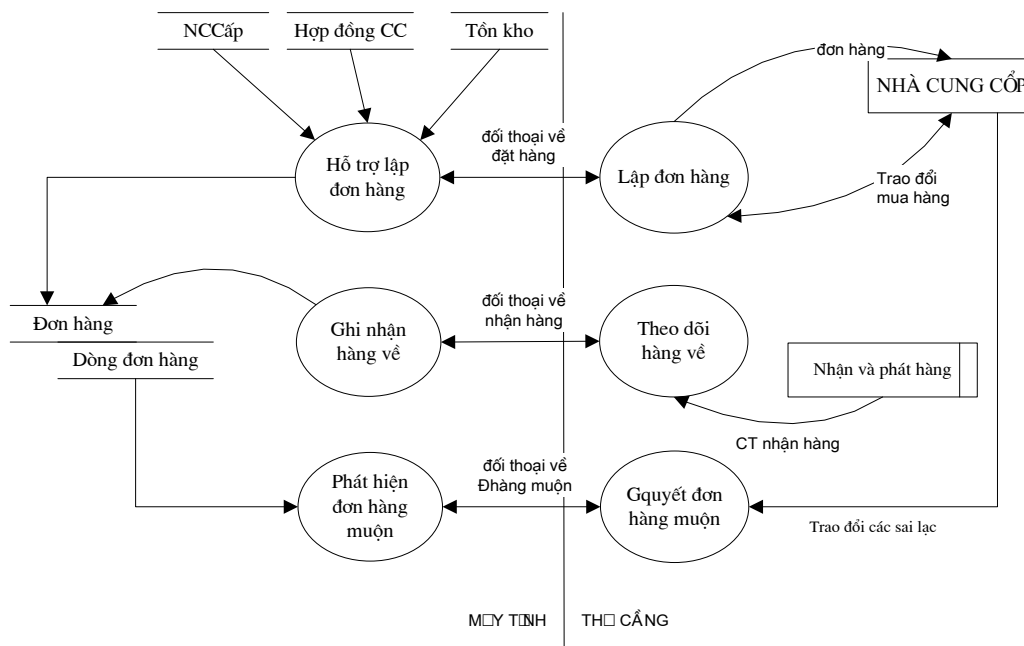 NCCấp
Hợp đồng CC
Tồn kho
đơn hàng
NHÀ CUNG CỔP
Hỗ trợ lập
đơn hàng
đối thoại về
đặt hàng
Lập đơn hàng
Trao đổi
mua hàng
Đơn hàng
Dòng đơn hàng
Ghi nhận
hàng về
đối thoại về
nhận hàng
Theo dõi
hàng về
Nhận và phát hàng
CT nhận hàng
Phát hiện
đơn hàng
muộn
đối thoại về
Đhàng muộn
Gquyết đơn
hàng muộn
Trao đổi các sai lạc
M□Y T□NH
TH□ CẦNG